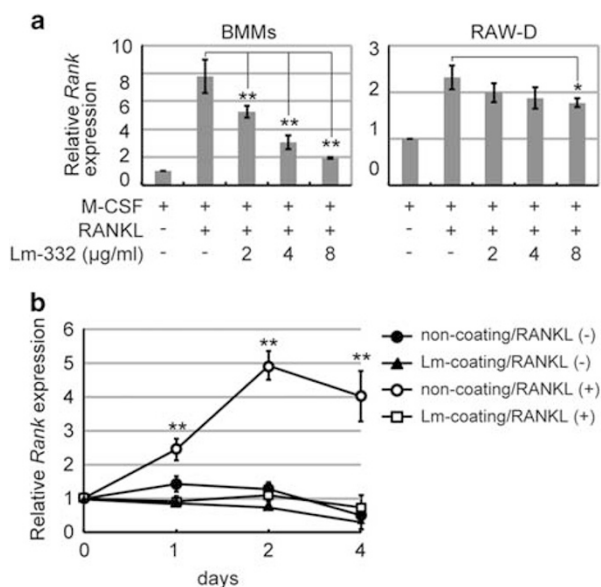 a
BMMs
RAW-D
Relative Rank expression
10
8
6
4
2
0
**
**
**
3
2
1
0
*
M-CSF + + + + + + + + + +
RANKL - + + + + - + + + +
Lm-332 (μg/ml) - - 2 4 8 - - 2 4 8
b
Relative Rank expression
6
5
4
3
2
1
0
**
**
**
0 1 2 4
days
non-coating/RANKL (-)
Lm-coating/RANKL (-)
non-coating/RANKL (+)
Lm-coating/RANKL (+)